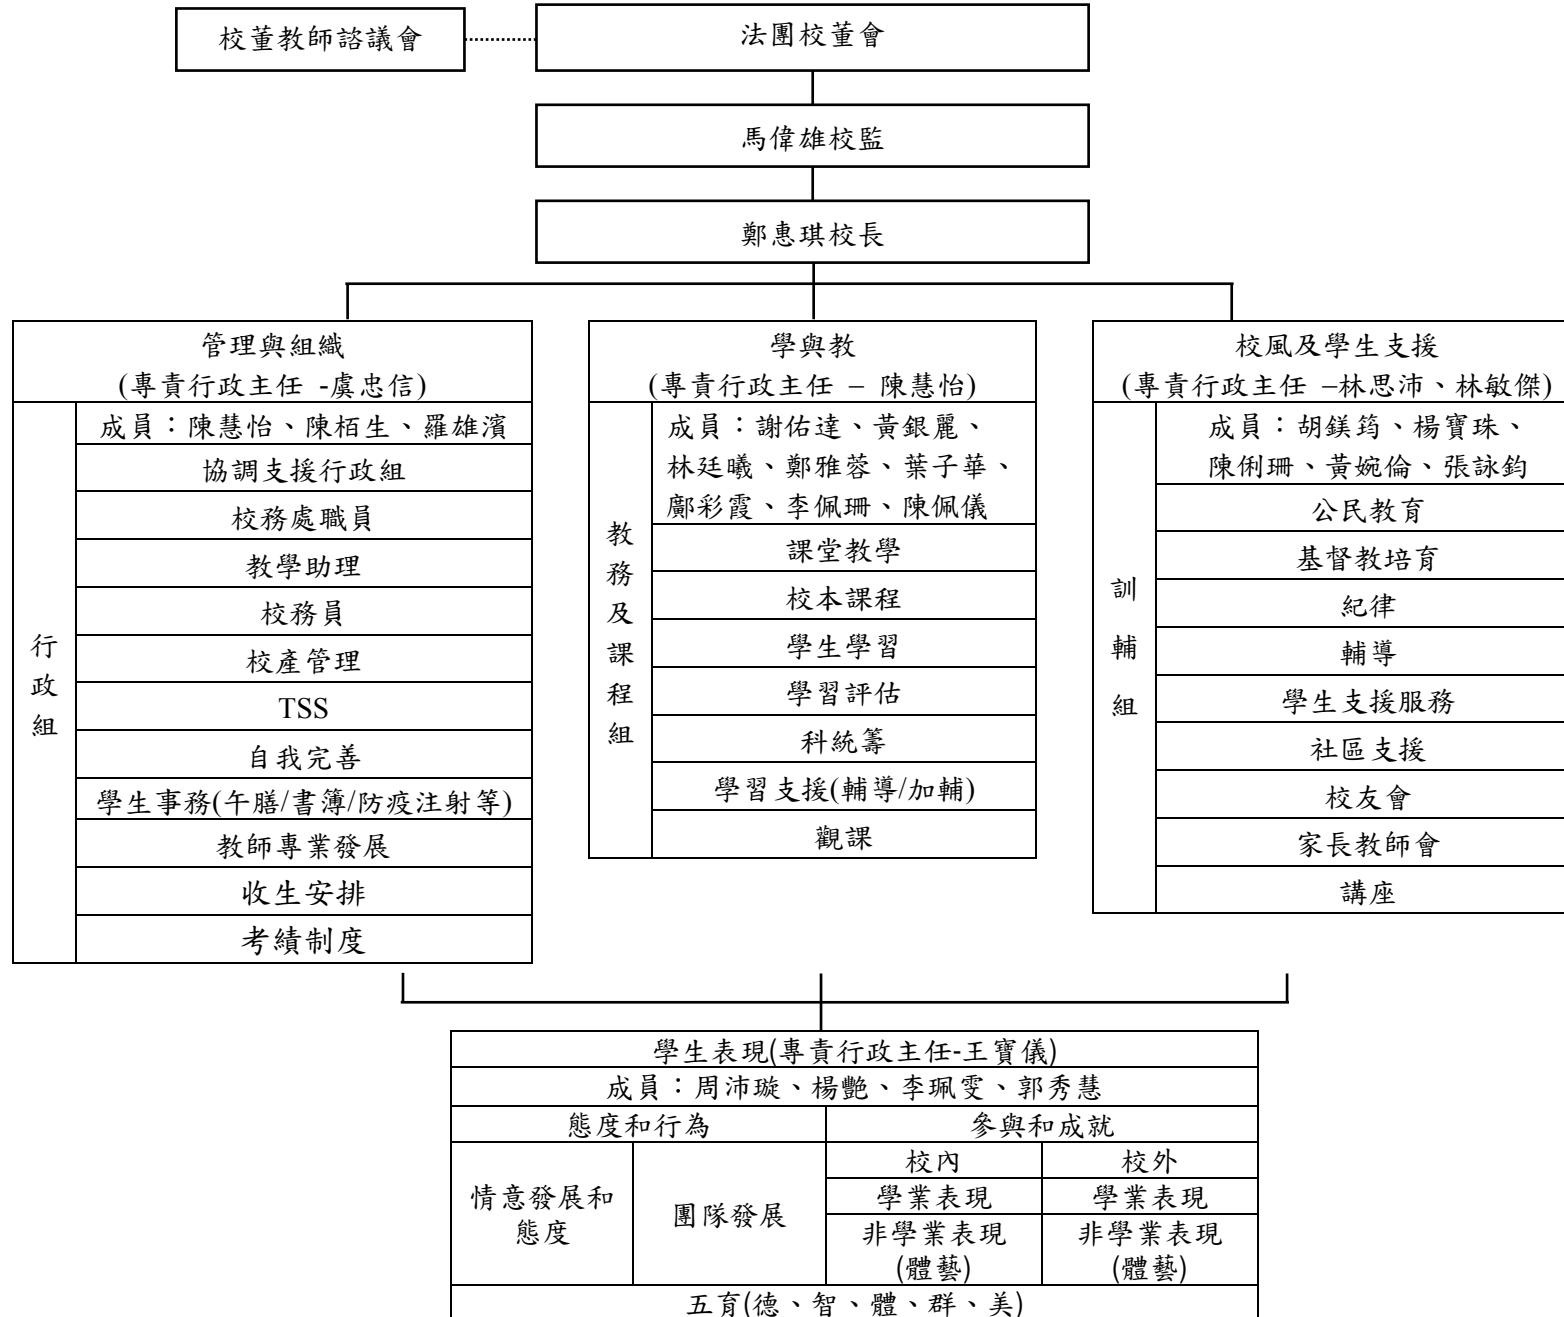 校董教師諮議會
法團校董會
馬偉雄校監
鄭惠琪校長
管理與組織
(專責行政主任 -虞忠信)
行政組
成員：陳慧怡、陳栢生、羅雄濱
協調支援行政組
校務處職員
教學助理
校務員
校產管理
TSS
自我完善
學生事務(午膳/書簿/防疫注射等)
教師專業發展
收生安排
考績制度
學與教
(專責行政主任 – 陳慧怡)
教務及課程組
成員：謝佑達、黃銀麗、
林廷曦、鄭雅蓉、葉子華、
鄺彩霞、李佩珊、陳佩儀
課堂教學
校本課程
學生學習
學習評估
科統籌
學習支援(輔導/加輔)
觀課
校風及學生支援
(專責行政主任 –林思沛、林敏傑)
訓輔組
成員：胡鎂筠、楊寶珠、
陳俐珊、黃婉倫、張詠鈞
公民教育
基督教培育
紀律
輔導
學生支援服務
社區支援
校友會
家長教師會
講座
學生表現(專責行政主任-王寶儀)
成員：周沛璇、楊艷、李珮雯、郭秀慧
態度和行為
參與和成就
情意發展和
態度
團隊發展
校內
校外
學業表現
學業表現
非學業表現
(體藝)
非學業表現
(體藝)
五育(德、智、體、群、美)